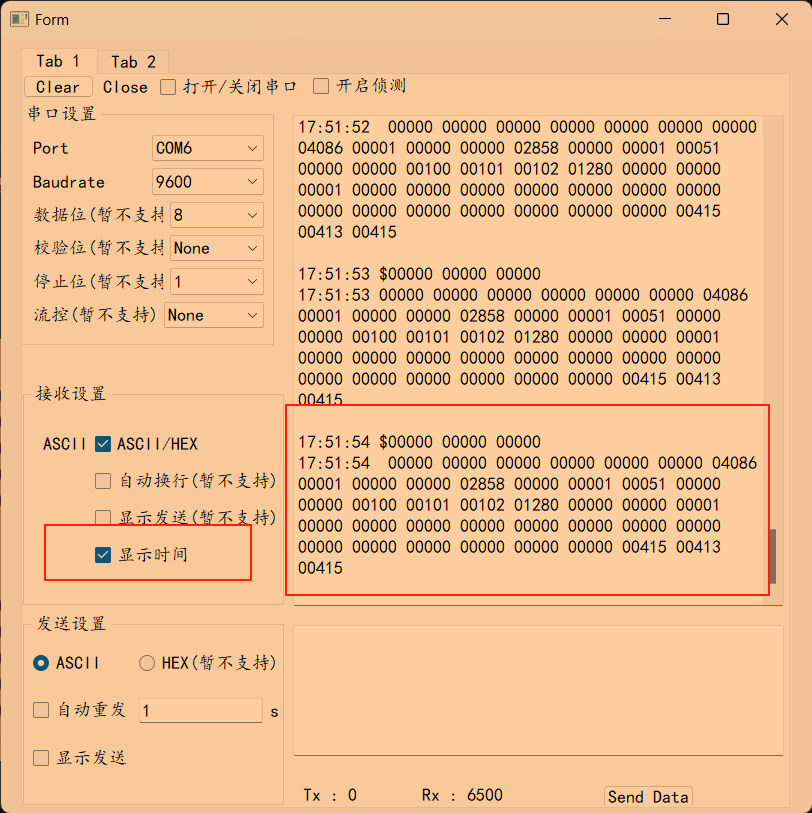 Form
Tab 1 Tab 2
Clear Close 打开/关闭串口 开启侦测
串口设置
Port COM6
Baudrate 9600
数据位(暂不支持 8
校验位(暂不支持 None
停止位(暂不支持 1
流控(暂不支持) None
接收设置
ASCII ASCII/HEX
自动换行(暂不支持)
显示发送(暂不支持)
显示时间
发送设置
ASCII HEX(暂不支持)
自动重发 1 s
显示发送
17:51:52 00000 00000 00000 00000 00000 00000 00000
04086 00001 00000 00000 02858 00000 00001 00051
00000 00000 00100 00101 00102 01280 00000 00000
00001 00000 00000 00000 00000 00000 00000 00000
00000 00000 00000 00000 00000 00000 00000 00415
00413 00415
17:51:53 $00000 00000 00000
17:51:53 00000 00000 00000 00000 00000 00000 04086
00001 00000 00000 02858 00000 00001 00051 00000
00000 00100 00101 00102 01280 00000 00000 00001
00000 00000 00000 00000 00000 00000 00000 00000
00000 00000 00000 00000 00000 00000 00415 00413
00415
17:51:54 $00000 00000 00000
17:51:54 00000 00000 00000 00000 00000 00000 04086
00001 00000 00000 02858 00000 00001 00051 00000
00000 00100 00101 00102 01280 00000 00000 00001
00000 00000 00000 00000 00000 00000 00000 00000
00000 00000 00000 00000 00000 00000 00415 00413
00415
Tx : 0 Rx : 6500 Send Data